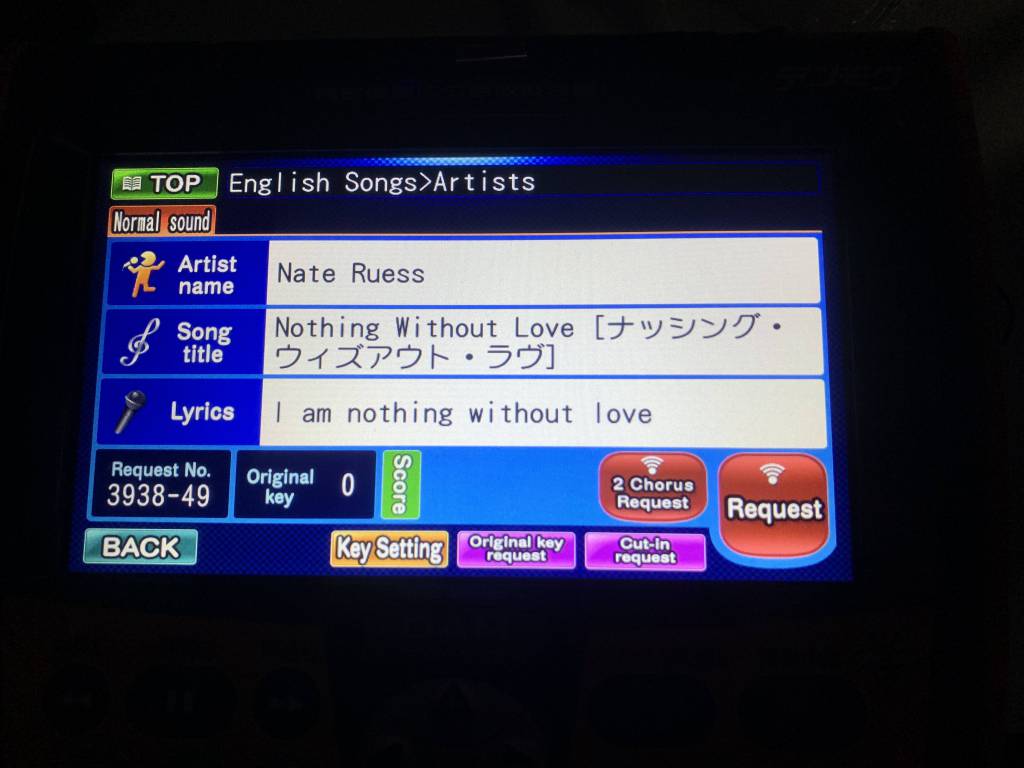 TOP English Songs>Artists
Normal sound
Artist name
Nate Ruess
Song title
Nothing Without Love [ナッシング・
ウィズアウト・ラヴ]
Lyrics
I am nothing without love
Request No.
3938-49
Original key
0
Score
2 Chorus
Request
Request
BACK
Key Setting
Original key
request
Cut-in
request